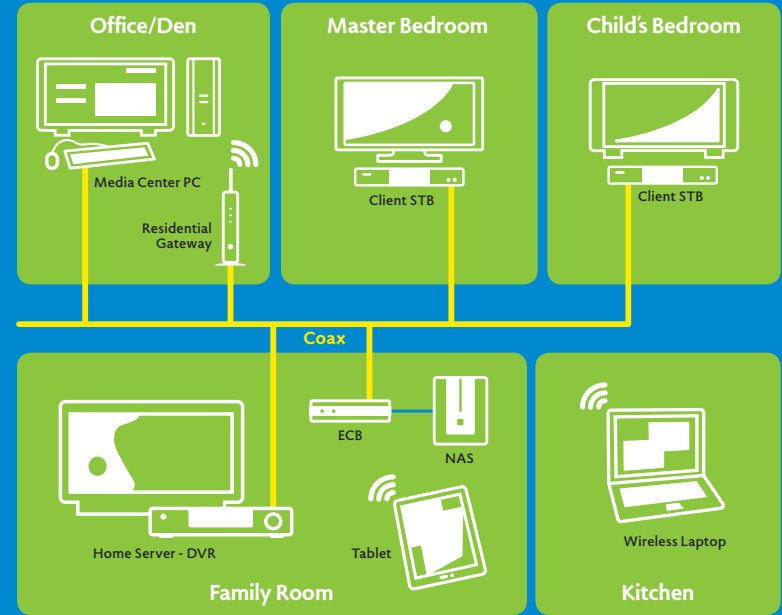 Office/Den
Master Bedroom
Child's Bedroom
Media Center PC
Residential
Gateway
Client STB
Client STB
Coax
ECB
NAS
Home Server - DVR
Tablet
Wireless Laptop
Family Room
Kitchen